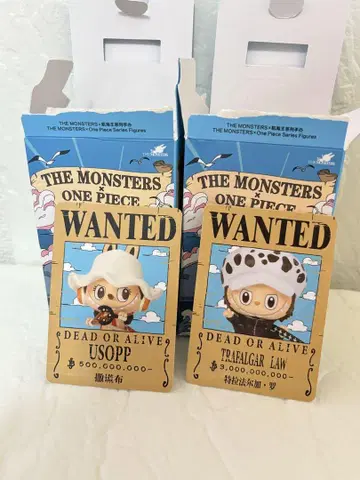 THE MONSTERS × 航海王系列手办
THE MONSTERS × One Piece Series Figures
THE MONSTERS
×
ONE PIECE
WANTED
DEAD OR ALIVE
USOPP
500,000,000-
撒谎布
THE MONSTERS × 航海王系列手办
THE MONSTERS × One Piece Series Figures
THE MONSTERS
×
ONE PIECE
WANTED
DEAD OR ALIVE
TRAFALGAR LAW
3,000,000,000-
特拉法尔加·罗